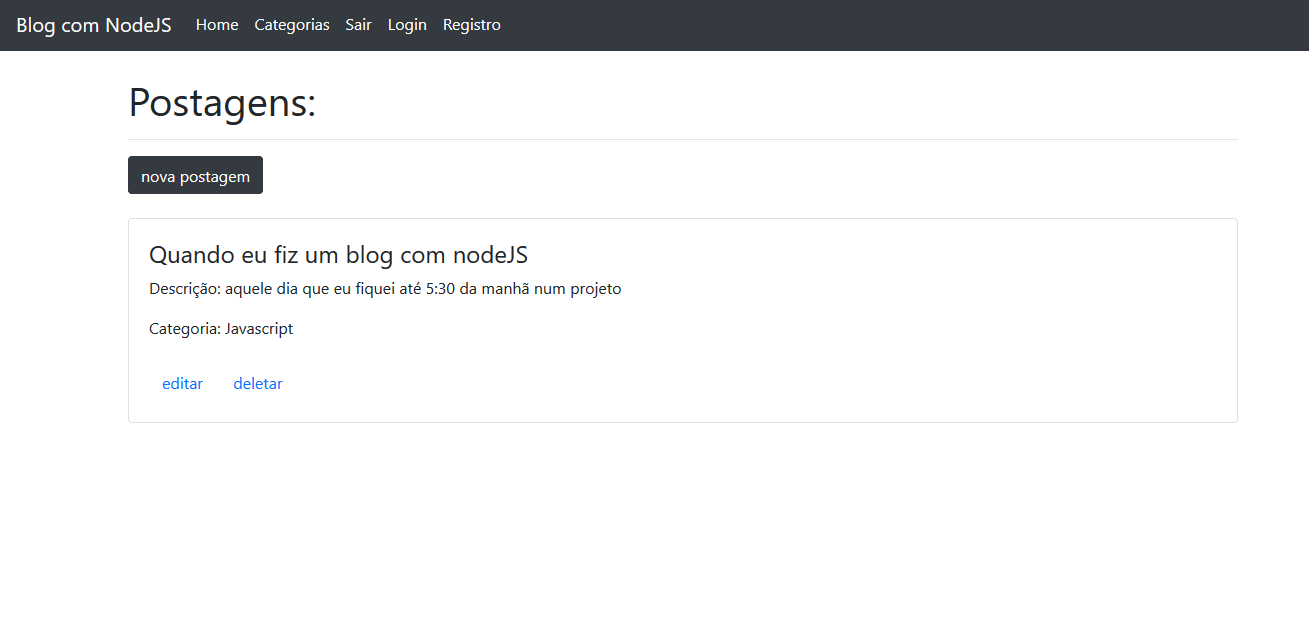 Blog com NodeJS Home Categorias Sair Login Registro
Postagens:
nova postagem
Quando eu fiz um blog com nodeJS
Descrição: aquele dia que eu fiquei até 5:30 da manhã num projeto
Categoria: Javascript
editar deletar